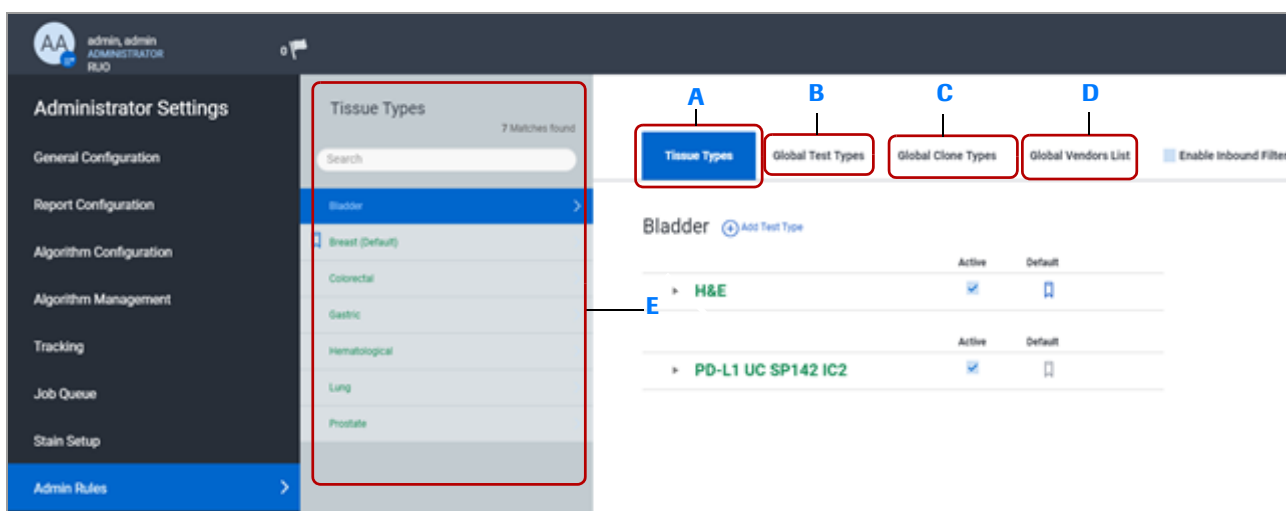 AA
admin, admin
ADMINISTRATOR
RUO
0
Administrator Settings
General Configuration
Report Configuration
Algorithm Configuration
Algorithm Management
Tracking
Job Queue
Stain Setup
Admin Rules
Tissue Types
7 Matches found
Search
Bladder
Breast (Default)
Colorectal
Gastric
Hematological
Lung
Prostate
E
A B C D
Tissue Types Global Test Types Global Clone Types Global Vendors List Enable Inbound Filter
Bladder Add Test Type
Active Default
H&E
Active Default
PD-L1 UC SP142 IC2